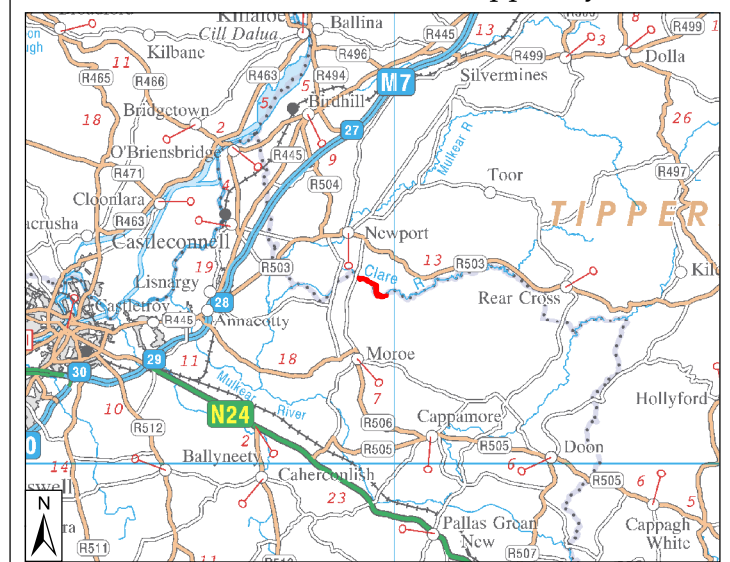 Ballina
Kilbane
Cill Dalua
R496
R445
13
R499
R499
3
8
Dolla
11
R465
R466
R463
R494
M7
Silvermines
5
5
Birdhill
Bridgetown
18
2
27
26
O'Briensbridge
R445
9
Mulkear R
R471
4
R504
Toor
R497
Cloonlara
R463
TIPPER
acrusha
Newport
Castleconnell
19
R503
Clare
R
13
R503
Lisnargy
28
Rear Cross
Castletroy
R445
Annacotty
29
11
18
Moroe
30
Mulkear
River
7
Hollyford
10
N24
Cappamore
R506
R512
2
R505
R505
Doon
Ballyneety
6
14
Caherconlish
R505
6
5
23
N
Cappagh
White
Pallas Grean
New
R511
R507
11